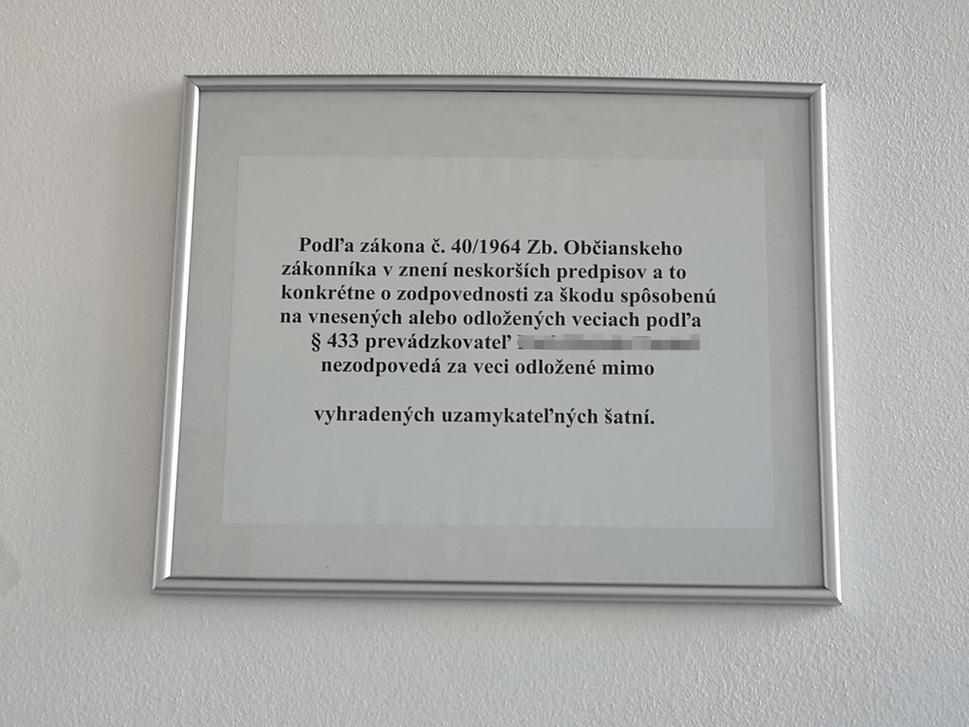 Podľa zákona č. 40/1964 Zb. Občianskeho
zákonníka v znení neskorších predpisov a to
konkrétne o zodpovednosti za škodu spôsobenú
na vnesených alebo odložených veciach podľa
§ 433 prevádzkovateľ
nezodpovedá za veci odložené mimo
vyhradených uzamykateľných šatní.